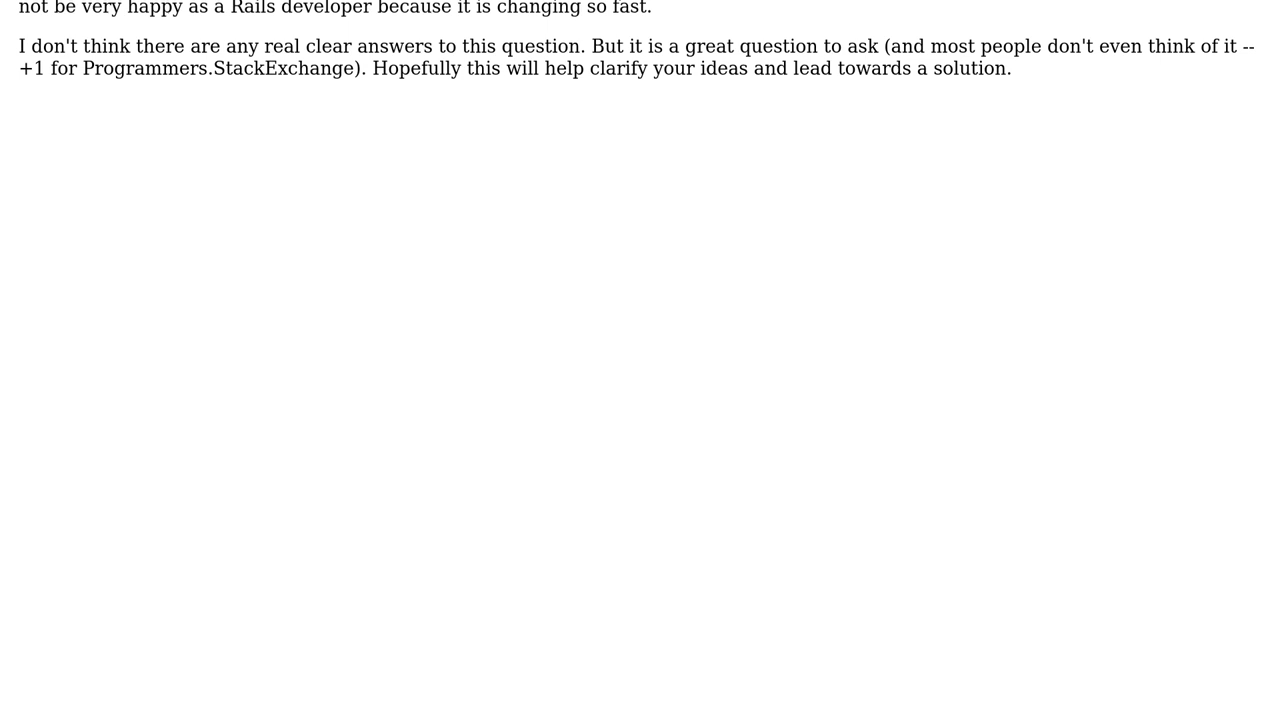 not be very happy as a Rails developer because it is changing so fast.
I don't think there are any real clear answers to this question. But it is a great question to ask (and most people don't even think of it --
+1 for Programmers.StackExchange). Hopefully this will help clarify your ideas and lead towards a solution.